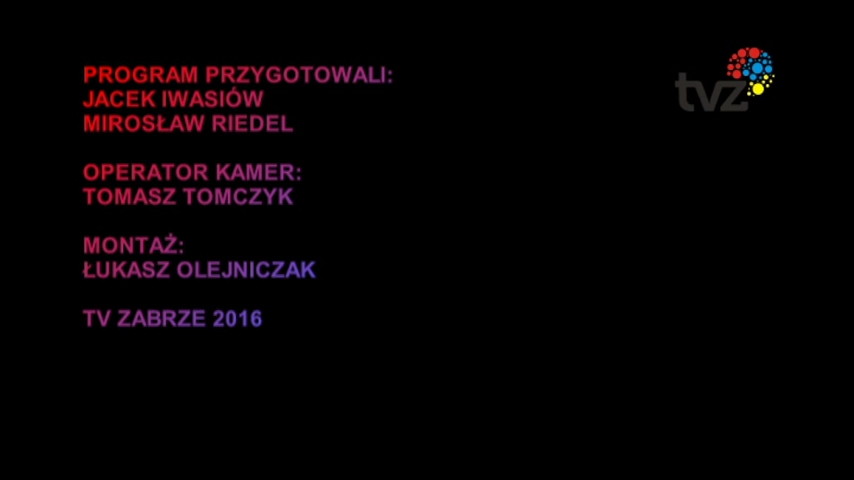 PROGRAM PRZYGOTOWALI:
JACEK IWASIÓW
MIROSŁAW RIEDEL
OPERATOR KAMER:
TOMASZ TOMCZYK
MONTAŻ:
ŁUKASZ OLEJNICZAK
TV ZABRZE 2016
tvz